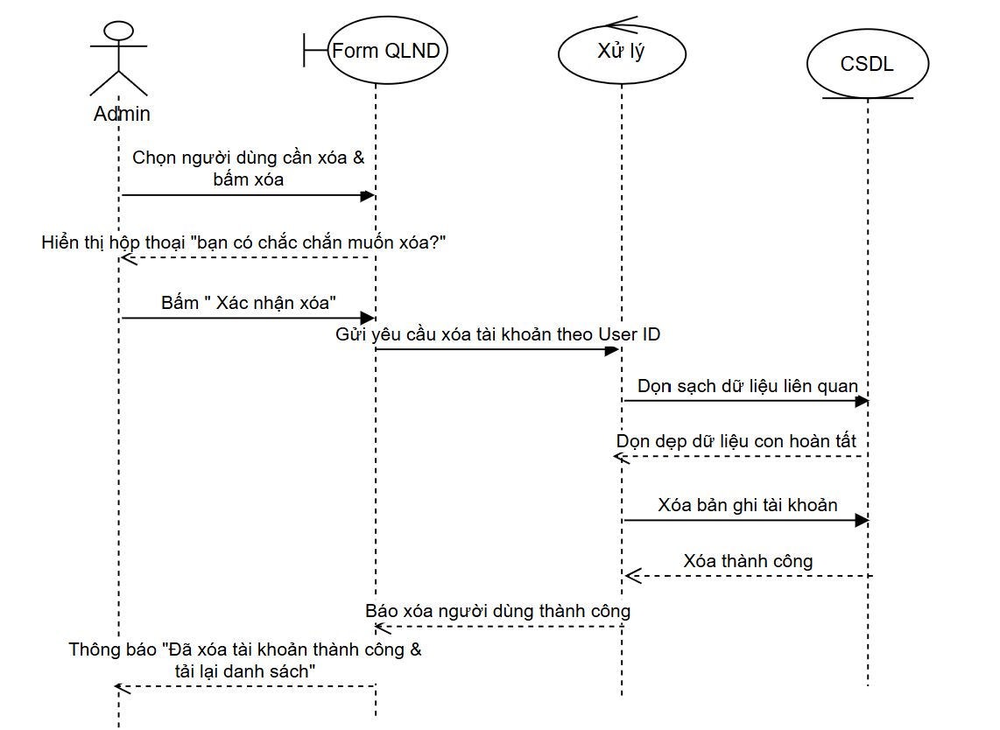 Form QLND
Xử lý
CSDL
Admin
Chọn người dùng cần xóa &
bấm xóa
Hiển thị hộp thoại "bạn có chắc chắn muốn xóa?"
Bấm " Xác nhận xóa"
Gửi yêu cầu xóa tài khoản theo User ID
Dọn sạch dữ liệu liên quan
Dọn dẹp dữ liệu con hoàn tất
Xóa bản ghi tài khoản
Xóa thành công
Báo xóa người dùng thành công
Thông báo "Đã xóa tài khoản thành công &
tải lại danh sách"